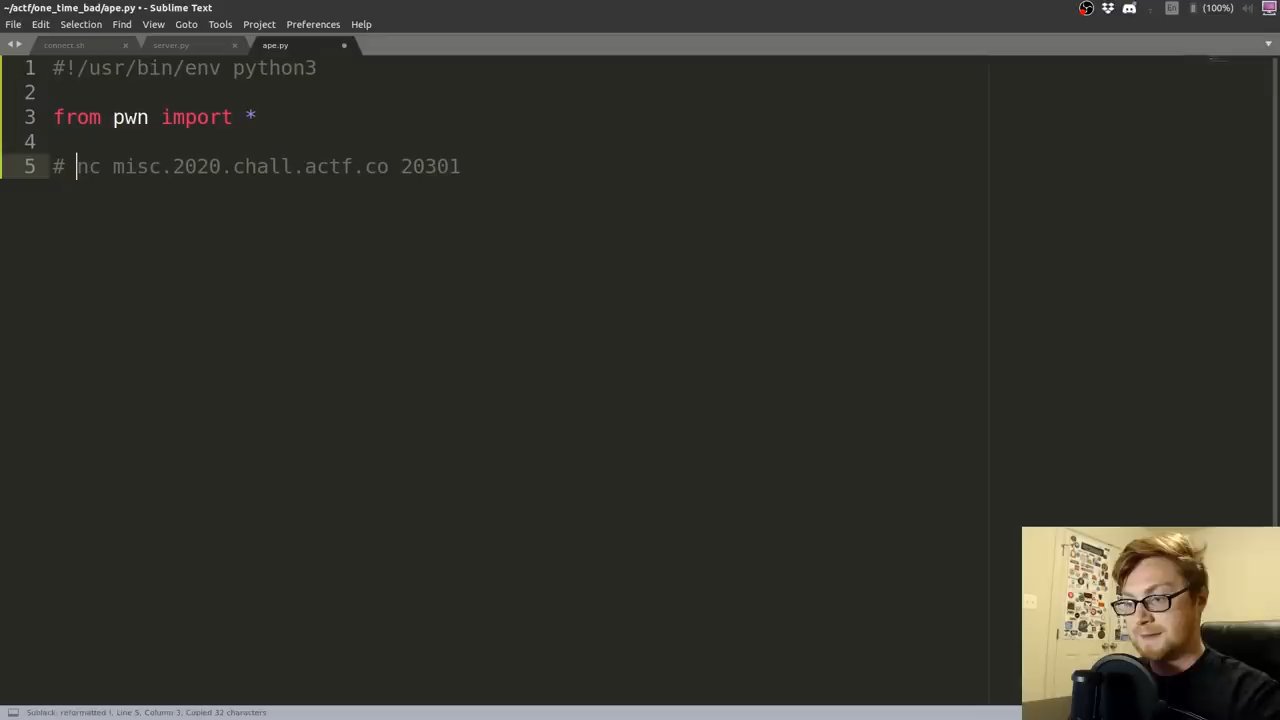 ~/actf/one_time_bad/ape.py • - Sublime Text
En (100%)
File Edit Selection Find View Goto Tools Project Preferences Help
connect.sh × server.py × ape.py
1 #!/usr/bin/env python3
2
3 from pwn import *
4
5 # nc misc.2020.chall.actf.co 20301
Sublack: reformatted !, Line 5, Column 3, Copied 32 characters